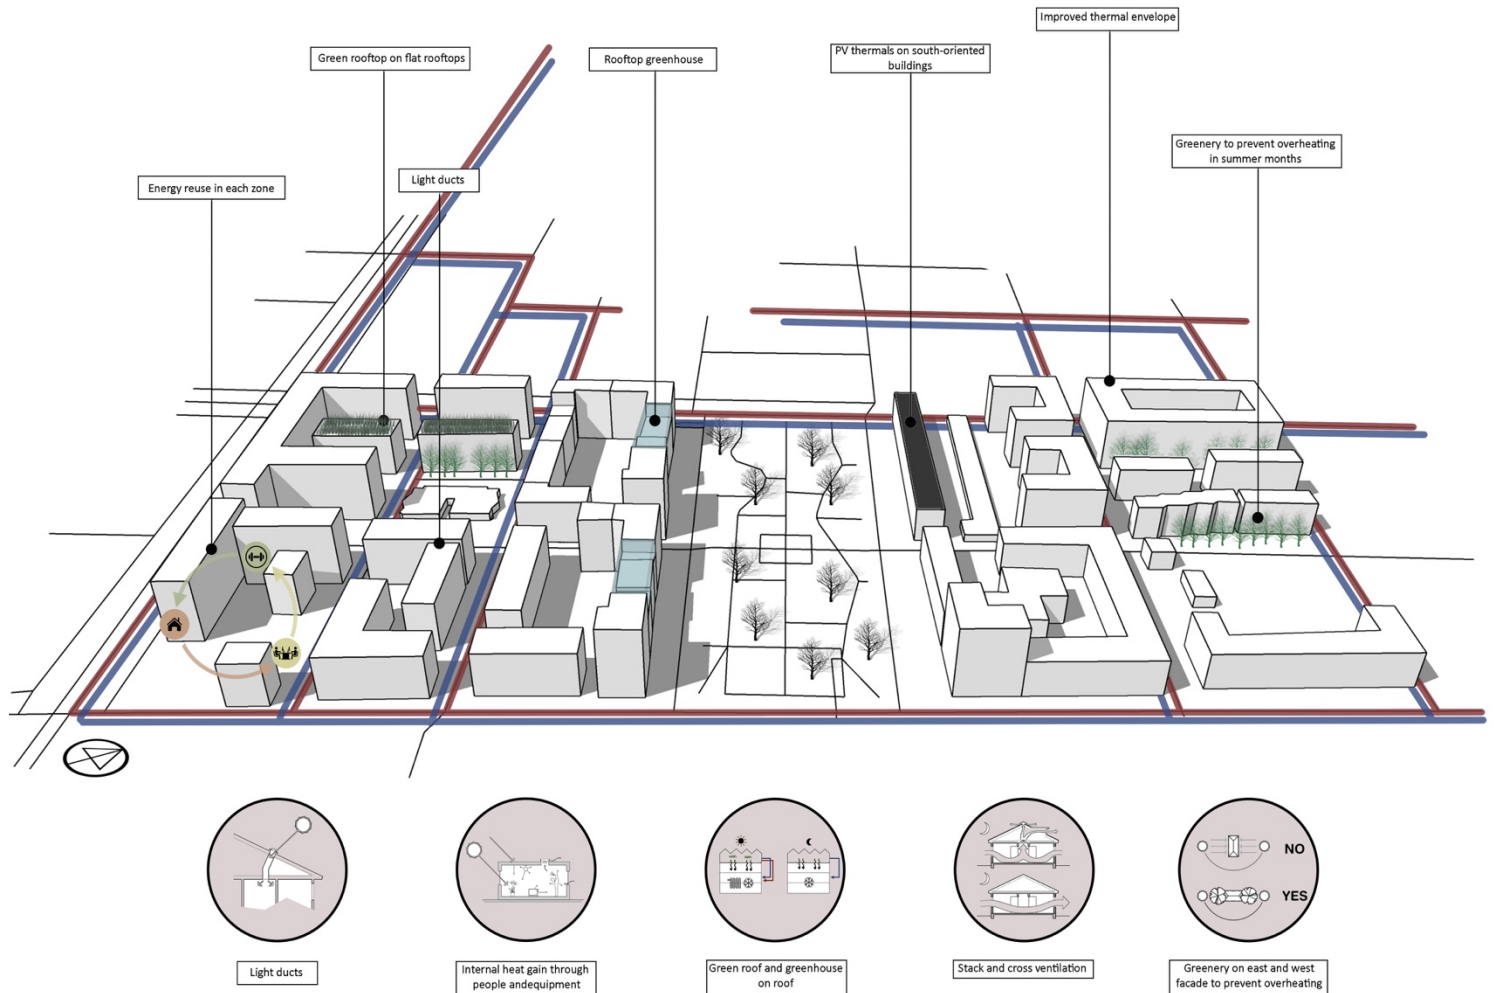 Improved thermal envelope
Green rooftop on flat rooftops
Rooftop greenhouse
PV thermals on south-oriented
buildings
Greenery to prevent overheating
in summer months
Energy reuse in each zone
Light ducts
NO
YES
Light ducts
Internal heat gain through
people andequipment
Green roof and greenhouse
on roof
Stack and cross ventilation
Greenery on east and west
facade to prevent overheating